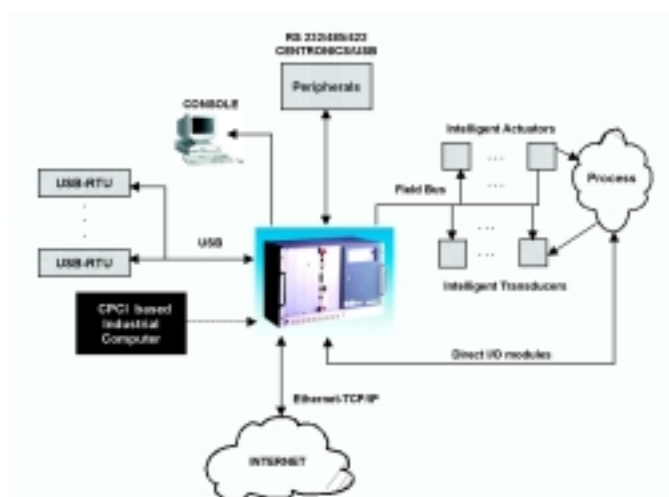 RS 232/485/422
CENTRONICS/USB
Peripherals
CONSOLE
Intelligent Actuators
...
...
Process
USB-RTU
Field Bus
USB
...
...
USB-RTU
Intelligent Transducers
CPCI based
Industrial
Computer
Direct I/O modules
Ethernet-TCP/IP
INTERNET